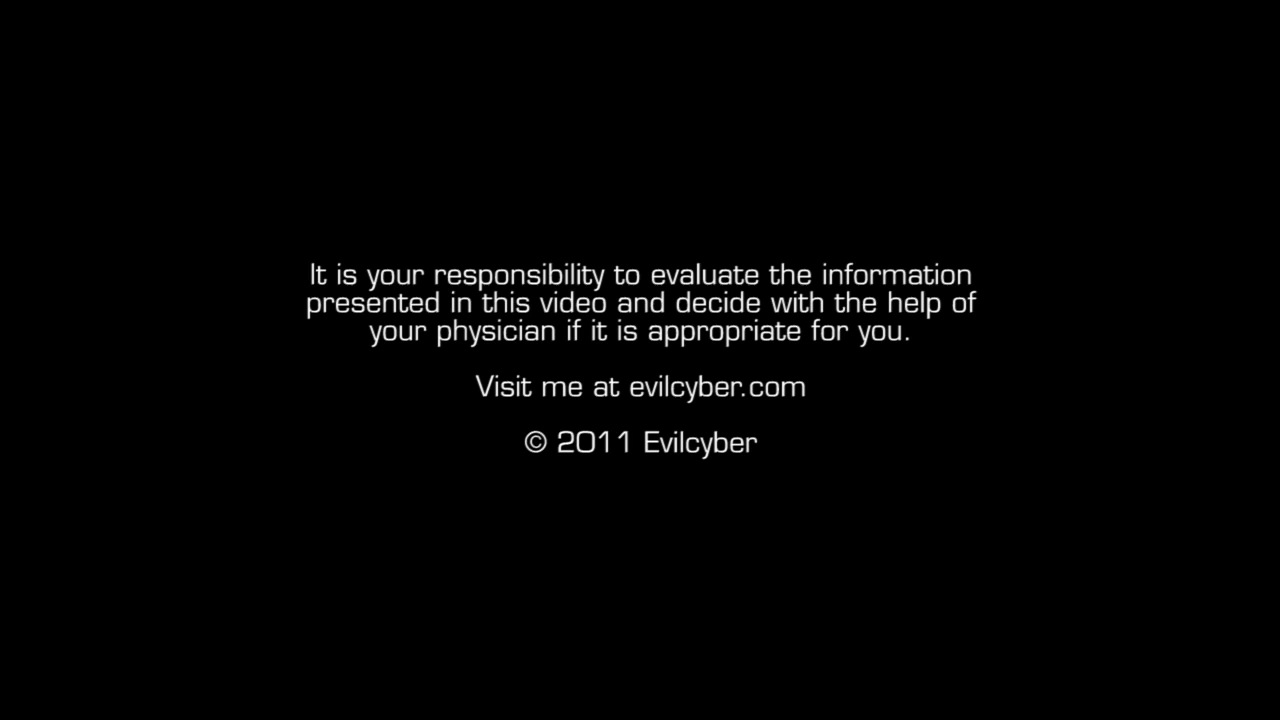 It is your responsibility to evaluate the information
presented in this video and decide with the help of
your physician if it is appropriate for you.
Visit me at evilcyber.com
© 2011 Evilcyber